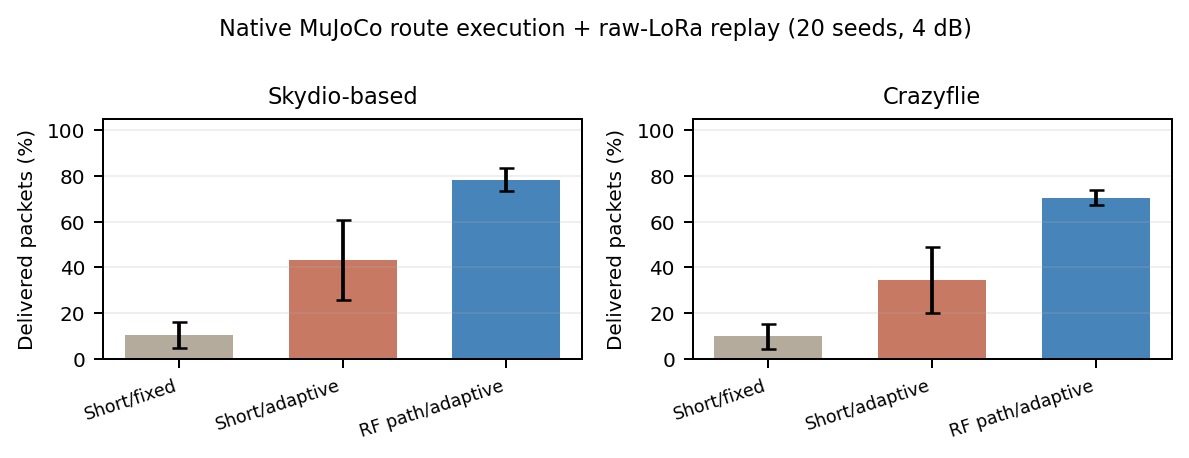 Native MuJoCo route execution + raw-LoRa replay (20 seeds, 4 dB)
Skydio-based
Delivered packets (%)
100
80
60
40
20
0
Short/fixed
Short/adaptive
RF path/adaptive
Crazyflie
Delivered packets (%)
100
80
60
40
20
0
Short/fixed
Short/adaptive
RF path/adaptive